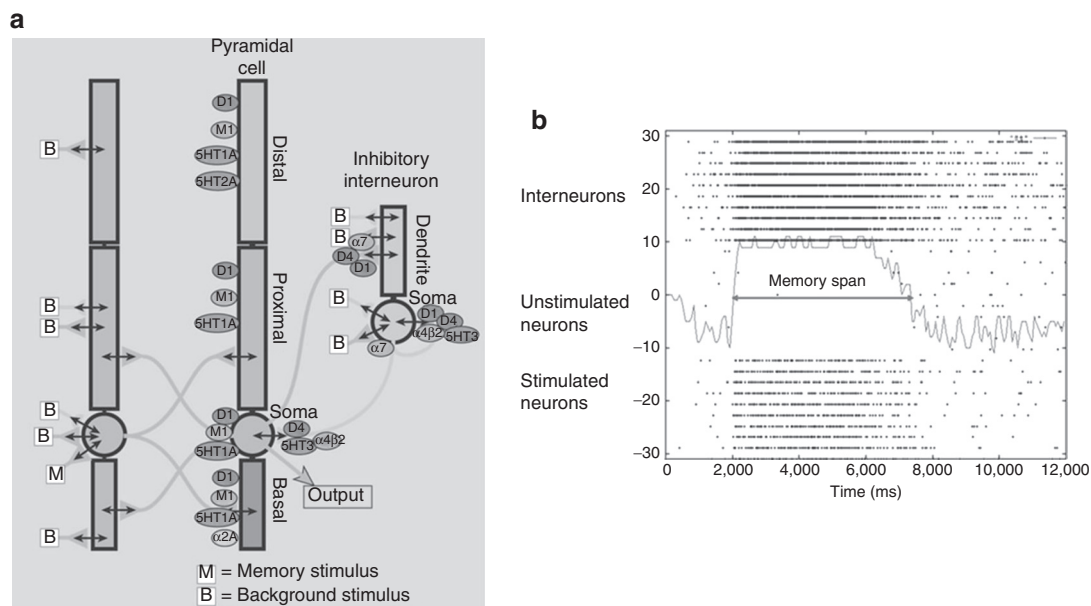 a
Pyramidal
cell
D1
M1
5HT1A
5HT2A
Distal
B
Inhibitory
interneuron
B
B
α7
D4
D1
Dendrite
D1
M1
5HT1A
Proximal
B
B
B
B
Soma
D1
D4
α4β2
5HT3
α7
B
B
M
D1
M1
5HT1A
Soma
D4
5HT3
α4β2
D1
M1
5HT1A
α2A
Basal
B
Output
M = Memory stimulus
B = Background stimulus
b
30
20
10
0
−10
−20
−30
Interneurons
Unstimulated
neurons
Stimulated
neurons
Memory span
0 2,000 4,000 6,000 8,000 10,000 12,000
Time (ms)